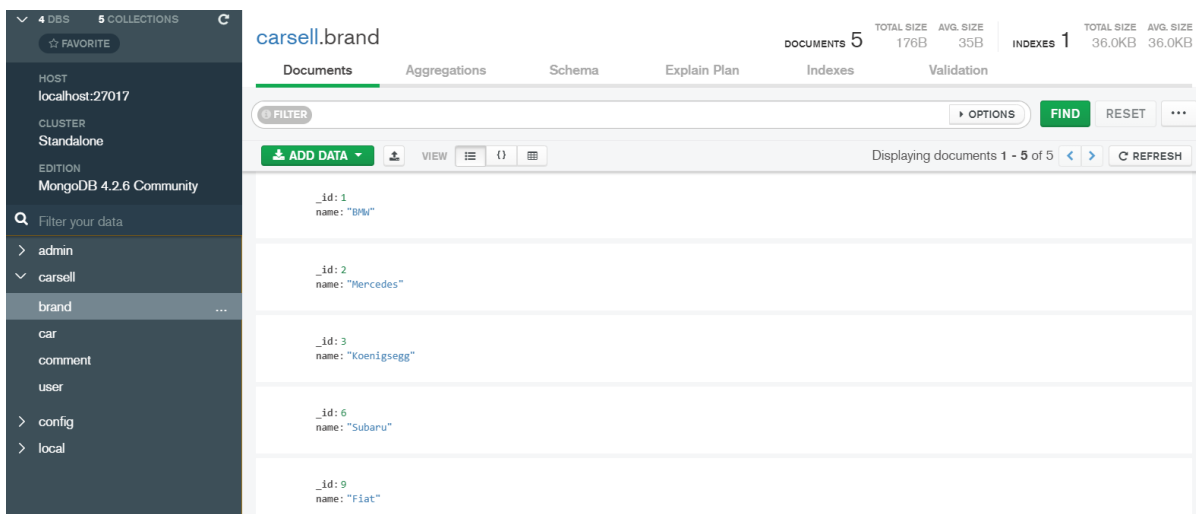 4 DBS 5 COLLECTIONS
FAVORITE
HOST
localhost:27017
CLUSTER
Standalone
EDITION
MongoDB 4.2.6 Community
Filter your data
admin
carsell
brand ...
car
comment
user
config
local
carsell.brand
DOCUMENTS 5 TOTAL SIZE 176B AVG. SIZE 35B INDEXES 1 TOTAL SIZE 36.0KB AVG. SIZE 36.0KB
Documents Aggregations Schema Explain Plan Indexes Validation
FILTER OPTIONS FIND RESET ...
ADD DATA VIEW {} Displaying documents 1 - 5 of 5 < > REFRESH
_id: 1
name: "BMW"
_id: 2
name: "Mercedes"
_id: 3
name: "Koenigsegg"
_id: 6
name: "Subaru"
_id: 9
name: "Fiat"